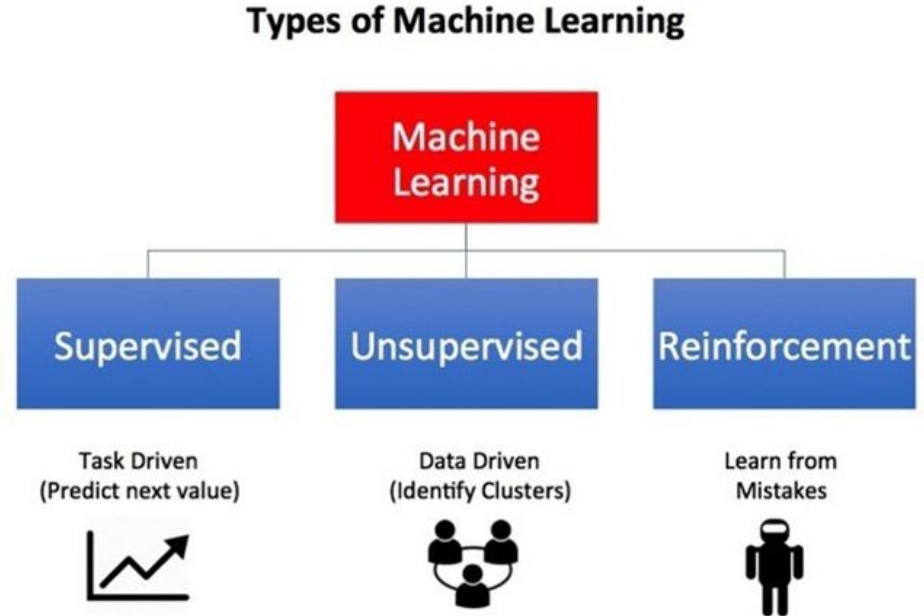 Types of Machine Learning
Machine
Learning
Supervised
Unsupervised
Reinforcement
Task Driven
(Predict next value)
Data Driven
(Identify Clusters)
Learn from
Mistakes